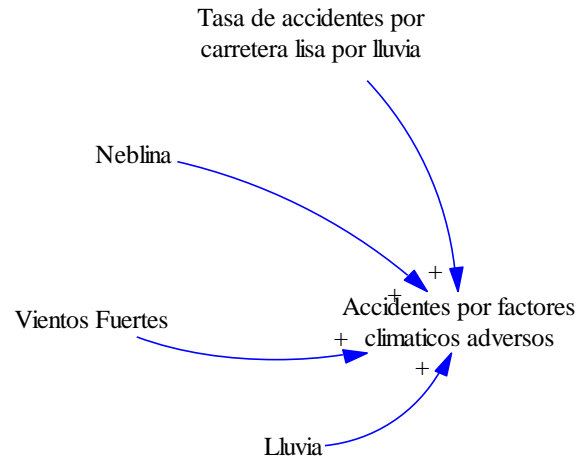 Tasa de accidentes por
carretera lisa por lluvia
Neblina
+
+
Accidentes por factores
climaticos adversos
Vientos Fuertes
+
+
Lluvia